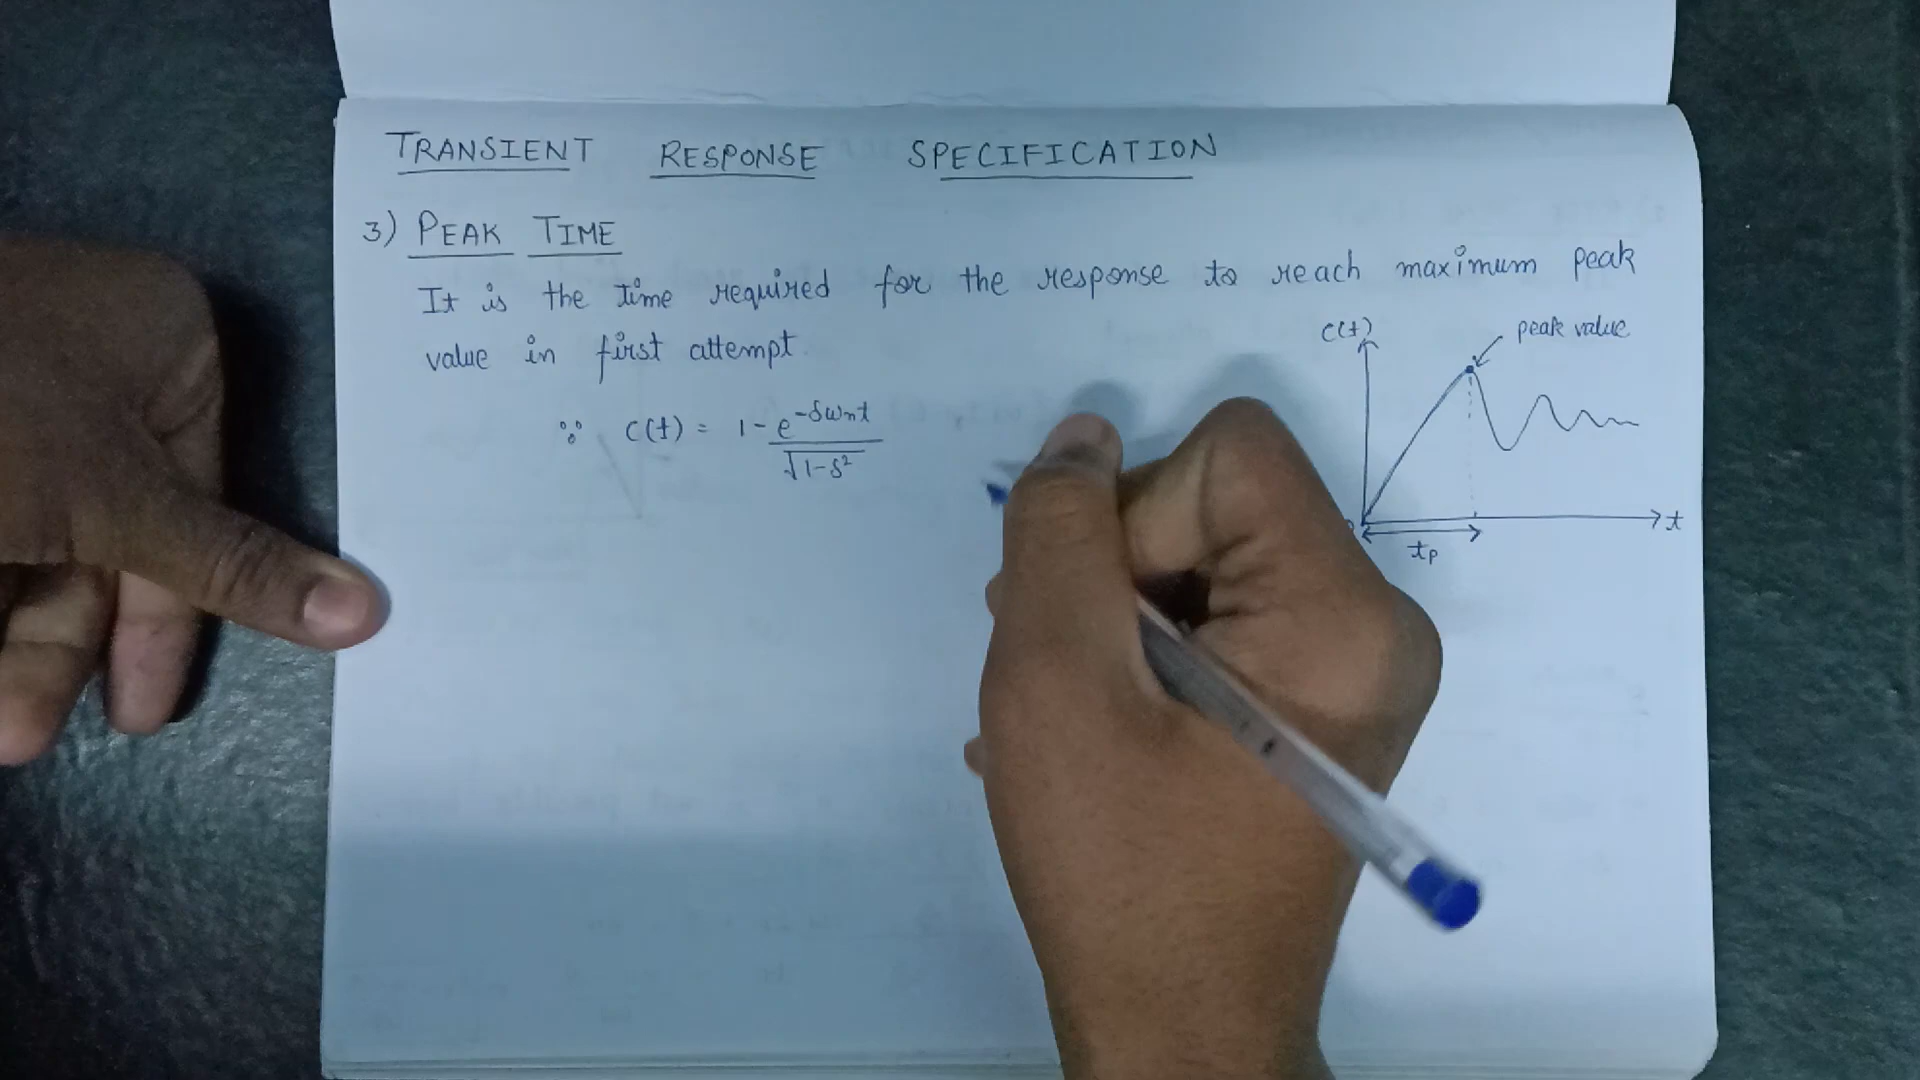 TRANSIENT RESPONSE SPECIFICATION
3) PEAK TIME
It is the time required for the response to reach maximum peak
value in first attempt.
∵ c(t) = 1 - e^{-δωnt} / √(1-δ²)
c(t)
peak value
t
tp